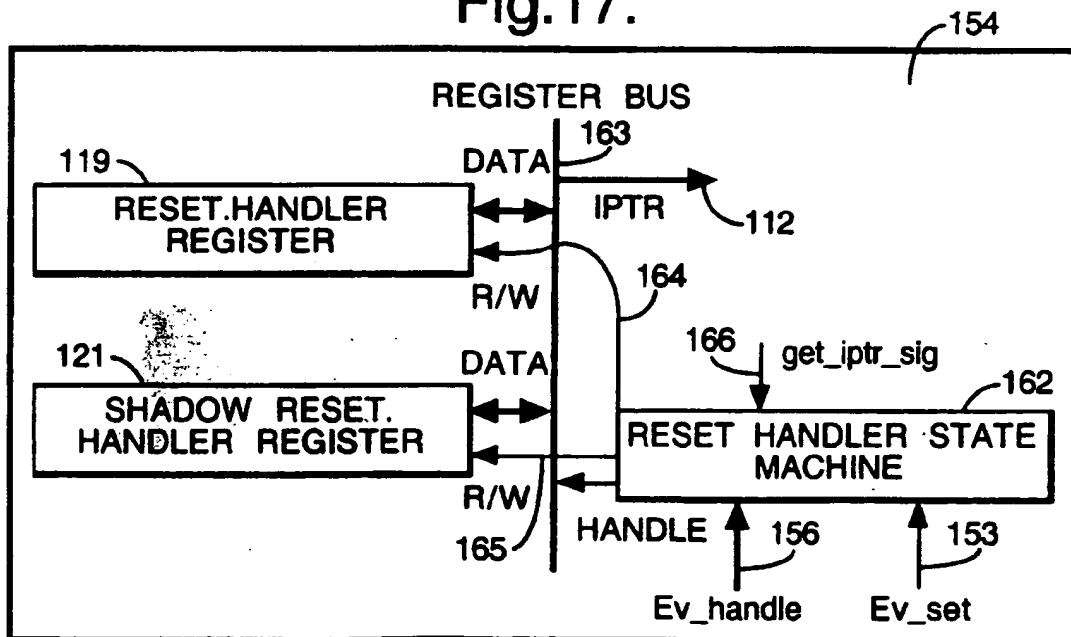 Fig.17.
154
REGISTER BUS
163
119
DATA
RESET.HANDLER
REGISTER
IPTR
112
R/W
164
121
DATA
166
get_iptr_sig
162
SHADOW RESET.
HANDLER REGISTER
RESET HANDLER STATE
MACHINE
R/W
165
HANDLE
156
153
Ev_handle
Ev_set